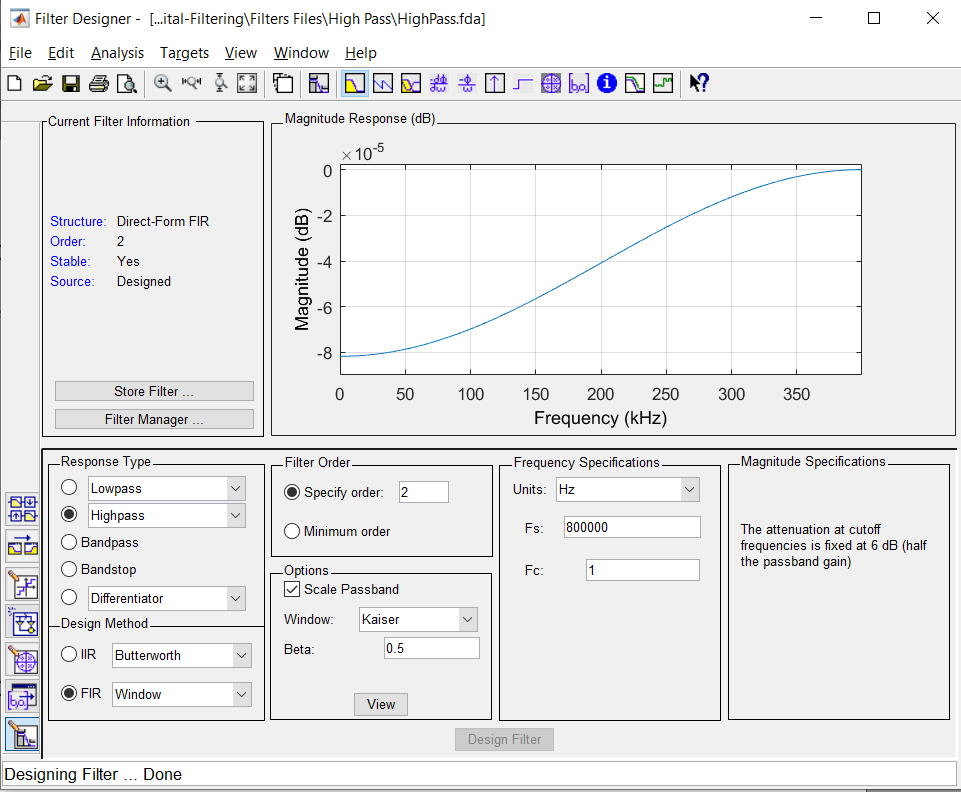 Filter Designer - [...ital-Filtering\Filters Files\High Pass\HighPass.fda]
File Edit Analysis Targets View Window Help
Current Filter Information
Structure: Direct-Form FIR
Order: 2
Stable: Yes
Source: Designed
Store Filter ...
Filter Manager ...
Magnitude Response (dB)
×10-5
0
-2
-4
-6
-8
Magnitude (dB)
0 50 100 150 200 250 300 350
Frequency (kHz)
Response Type
Lowpass
Highpass
Bandpass
Bandstop
Differentiator
Design Method
IIR Butterworth
FIR Window
Filter Order
Specify order: 2
Minimum order
Options
Scale Passband
Window: Kaiser
Beta: 0.5
View
Frequency Specifications
Units: Hz
Fs: 800000
Fc: 1
Magnitude Specifications
The attenuation at cutoff
frequencies is fixed at 6 dB (half
the passband gain)
Design Filter
Designing Filter ... Done